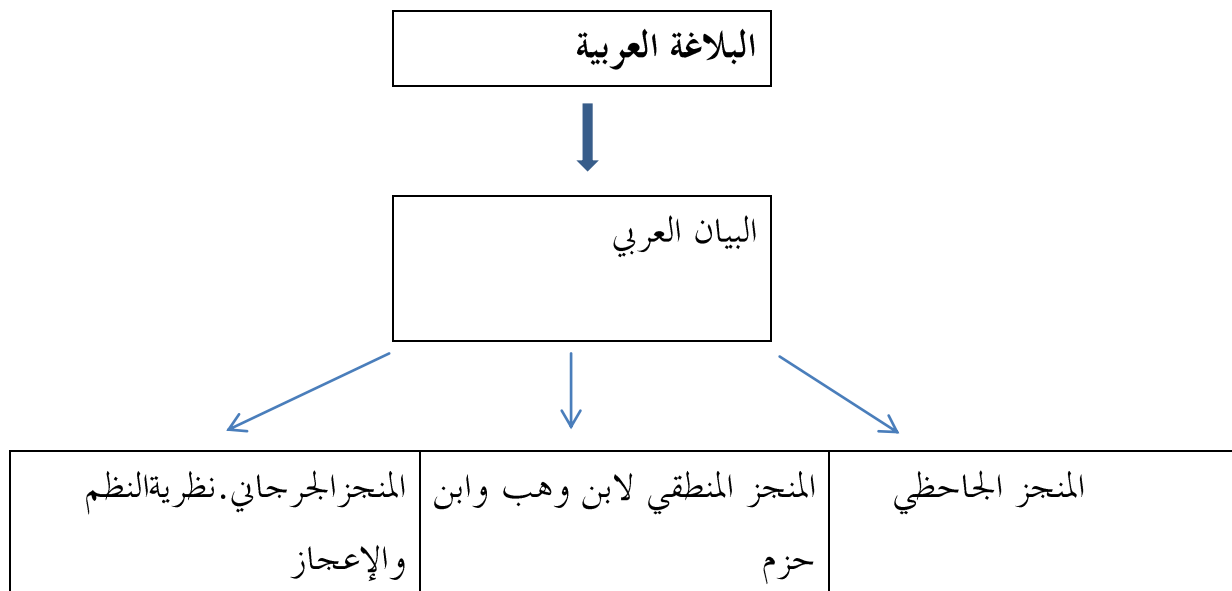 البلاغة العربية
البيان العربي
المنجز الجاحظي
المنجز المنطقي لابن وهب وابن
حزم
المنجزالجرجاني.نظريةالنظم
والإعجاز